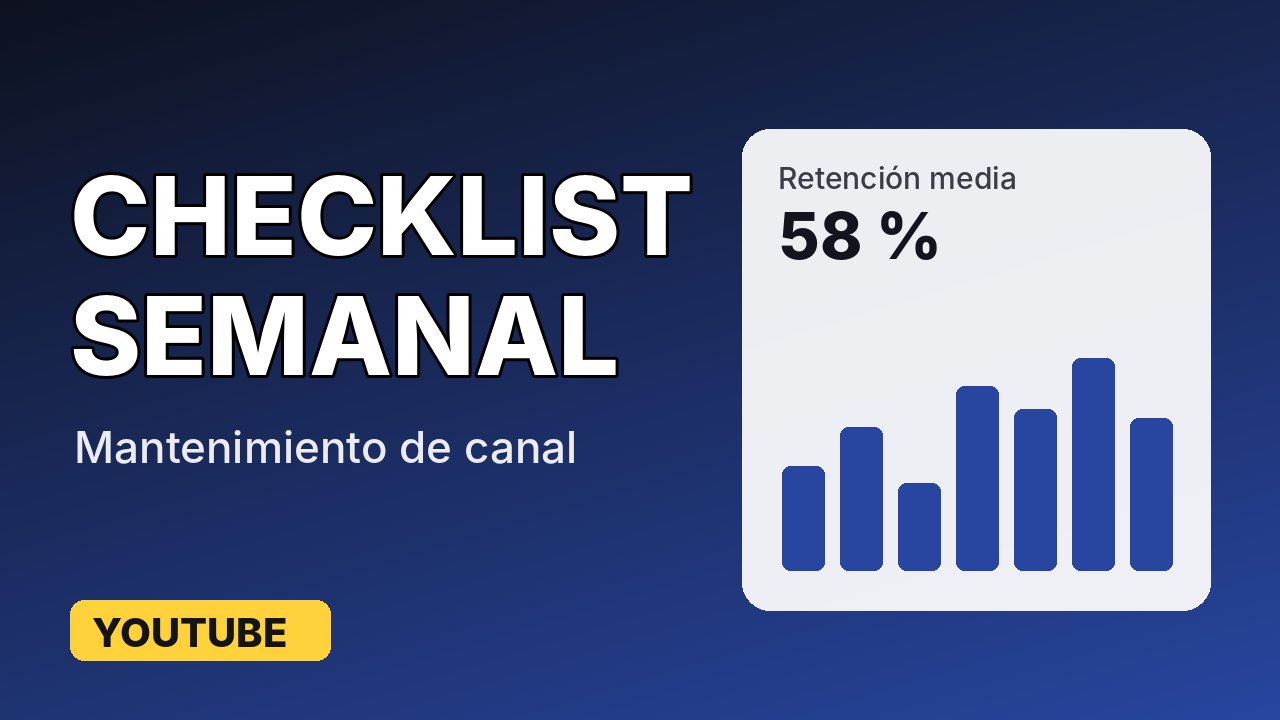 CHECKLIST
SEMANAL
Mantenimiento de canal
YOUTUBE
Retención media
58 %